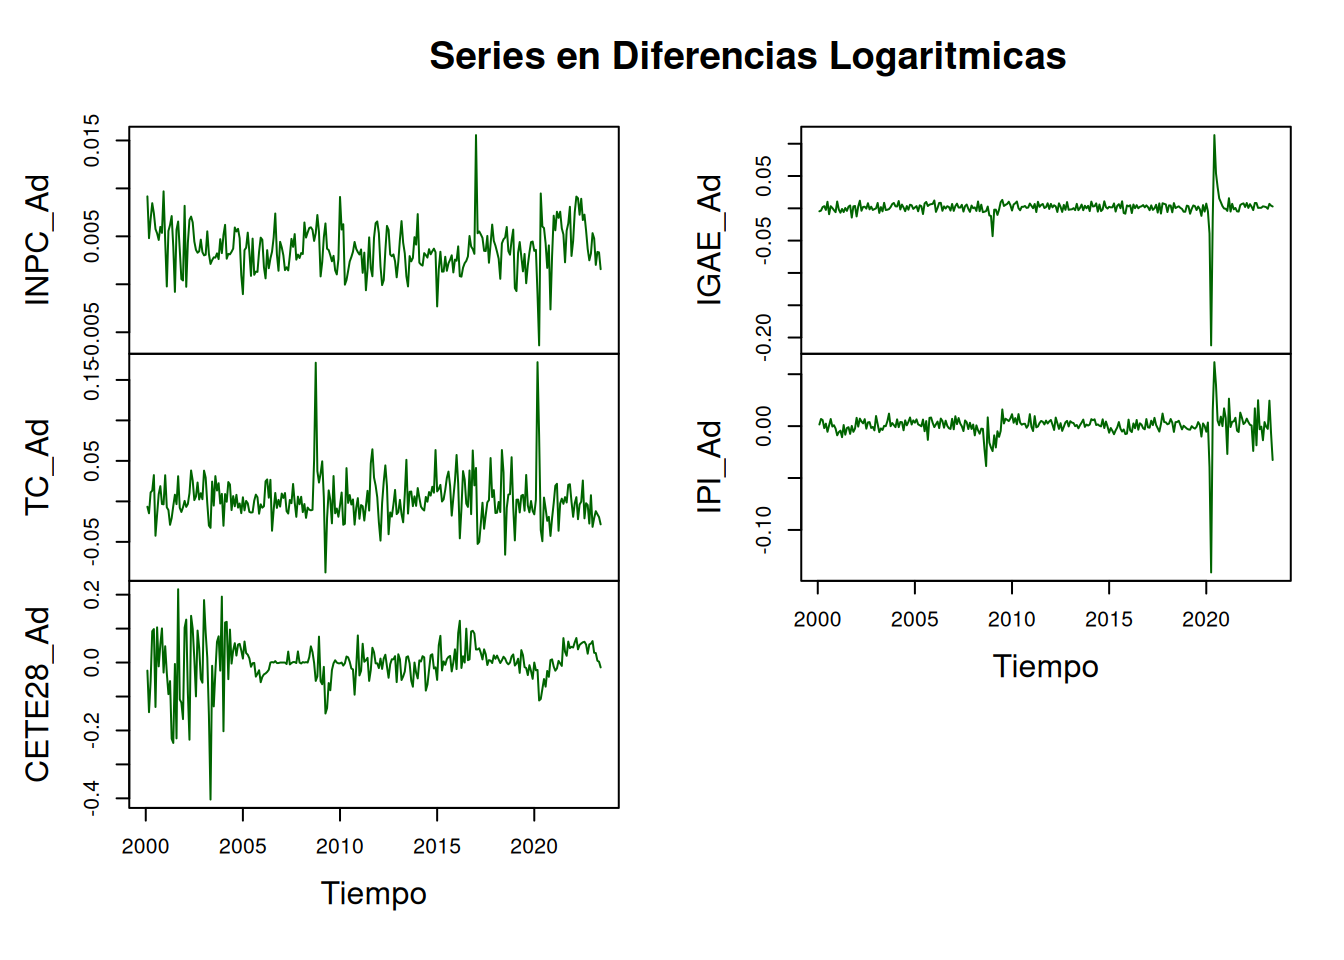 Series en Diferencias Logaritmicas
INPC_Ad
-0.005 0.005 0.015
TC_Ad
-0.05 0.05 0.15
CETE28_Ad
-0.4 -0.2 0.0 0.2
2000 2005 2010 2015 2020
Tiempo
IGAE_Ad
-0.20 -0.05 0.05
IPI_Ad
-0.10 0.00
2000 2005 2010 2015 2020
Tiempo